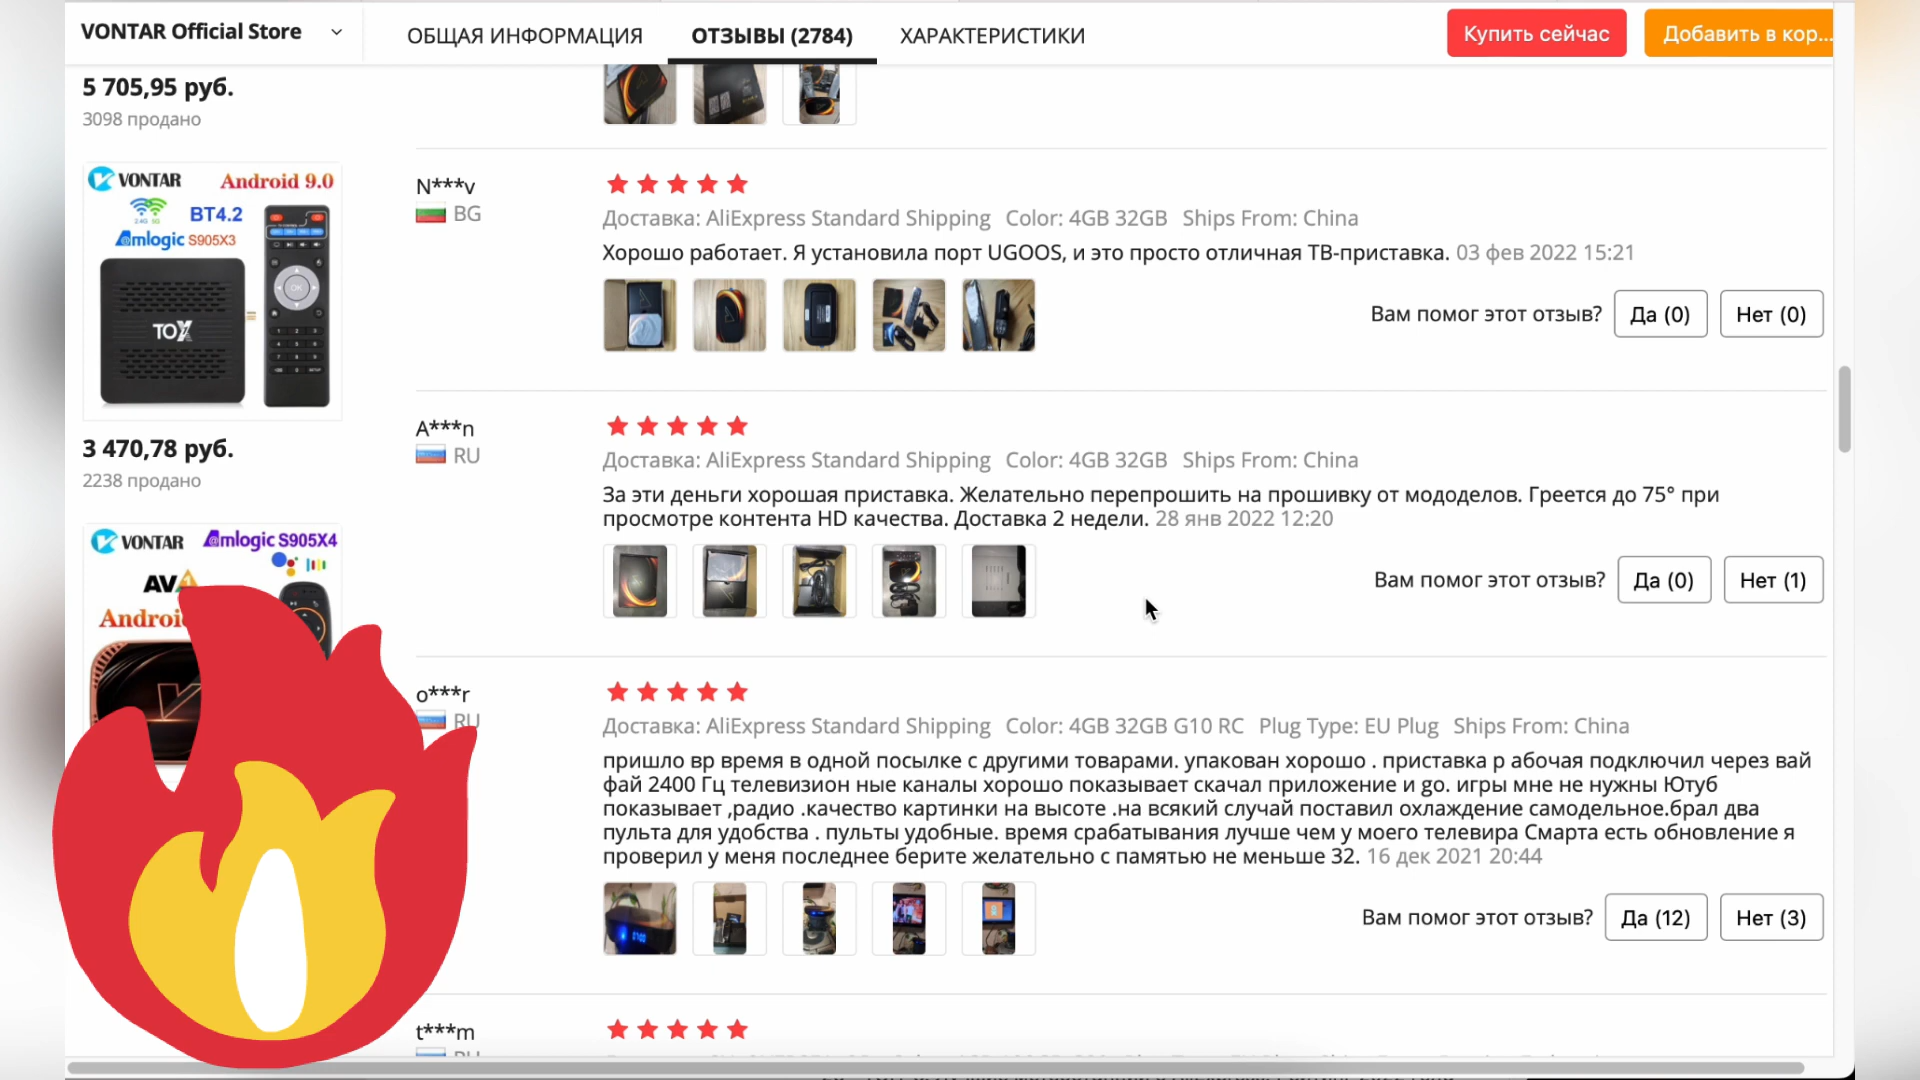 VONTAR Official Store
ОБЩАЯ ИНФОРМАЦИЯ
ОТЗЫВЫ (2784)
ХАРАКТЕРИСТИКИ
Купить сейчас
Добавить в кор...
5 705,95 руб.
3098 продано
VONTAR Android 9.0
BT4.2
Amlogic S905X3
TOX
OK
3 470,78 руб.
2238 продано
VONTAR Amlogic S905X4
N***v
BG
Доставка: AliExpress Standard Shipping Color: 4GB 32GB Ships From: China
Хорошо работает. Я установила порт UGOOS, и это просто отличная ТВ-приставка. 03 фев 2022 15:21
Вам помог этот отзыв? Да (0) Нет (0)
A***n
RU
Доставка: AliExpress Standard Shipping Color: 4GB 32GB Ships From: China
За эти деньги хорошая приставка. Желательно перепрошить на прошивку от мододелов. Греется до 75° при
просмотре контента HD качества. Доставка 2 недели. 28 янв 2022 12:20
Вам помог этот отзыв? Да (0) Нет (1)
o***r
RU
Доставка: AliExpress Standard Shipping Color: 4GB 32GB G10 RC Plug Type: EU Plug Ships From: China
пришло вр время в одной посылке с другими товарами. упакован хорошо . приставка р абочая подключил через вай
фай 2400 Гц телевизион ные каналы хорошо показывает скачал приложение и go. игры мне не нужны Ютуб
показывает ,радио .качество картинки на высоте .на всякий случай поставил охлаждение самодельное.брал два
пульта для удобства . пульты удобные. время срабатывания лучше чем у моего телевира Смарта есть обновление я
проверил у меня последнее берите желательно с памятью не меньше 32. 16 дек 2021 20:44
Вам помог этот отзыв? Да (12) Нет (3)
t***m